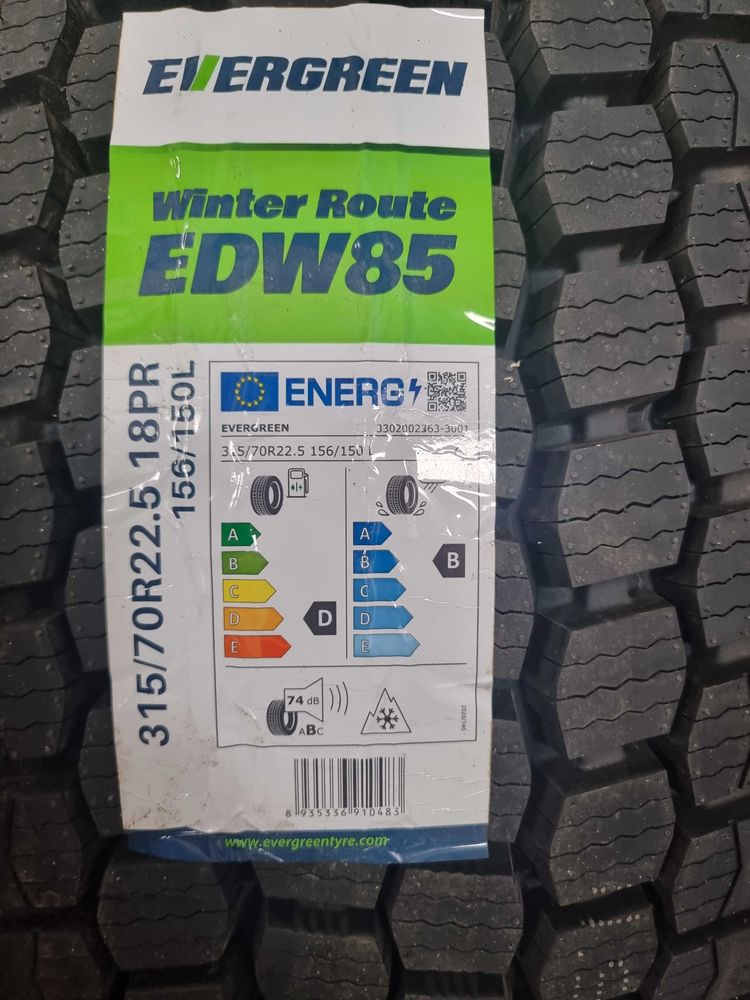 EVERGREEN
Winter Route
EDW85
315/70R22.5 18PR
156/150L
ENERG
EVERGREEN
3302002363-3001
315/70R22.5 156/150 L
A
B
C
D
E
D
A
B
C
D
E
B
74 dB
ABC
2020/740
8 935336 910483
www.evergreentyre.com